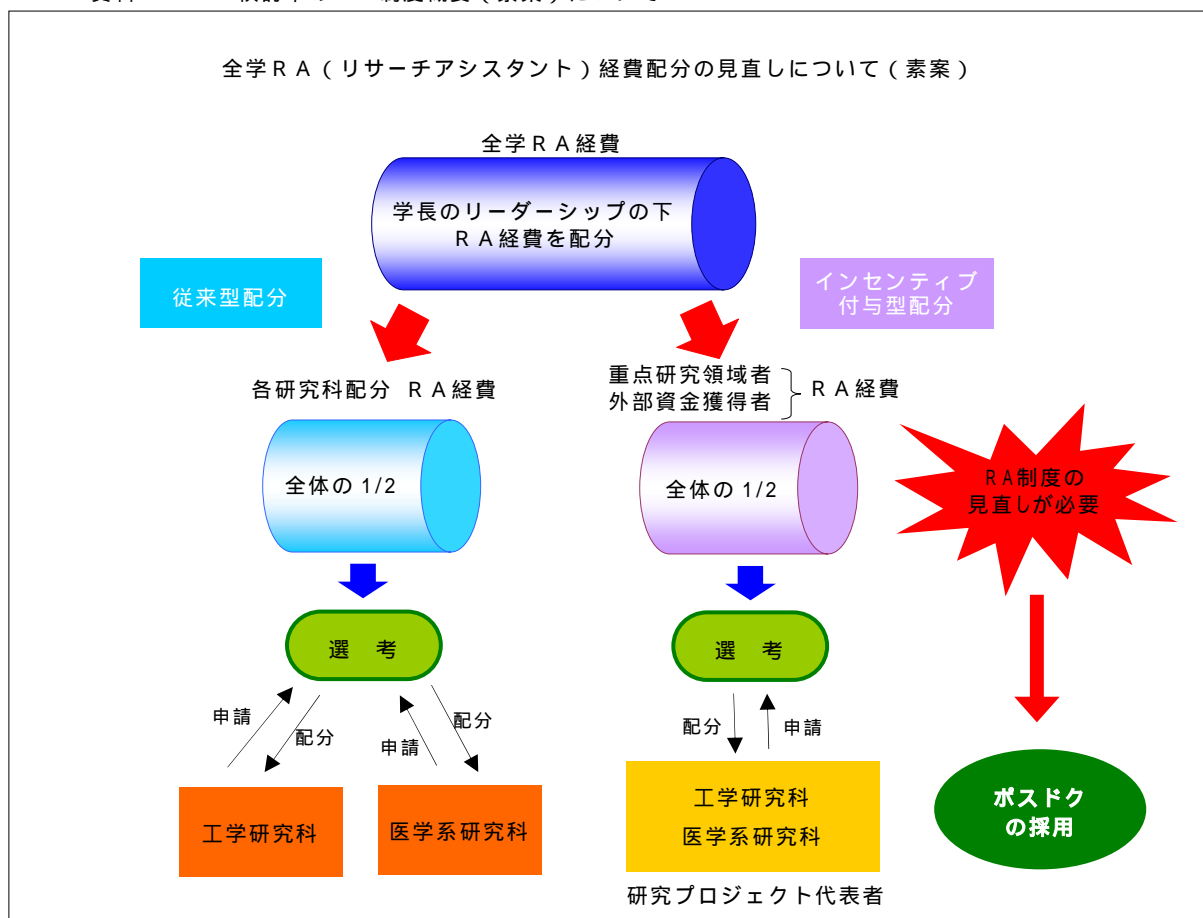 全学ＲＡ（リサーチアシスタント）経費配分の見直しについて（素案）
全学ＲＡ経費
学長のリーダーシップの下
ＲＡ経費を配分
従来型配分
インセンティブ
付与型配分
各研究科配分 ＲＡ経費
重点研究領域者
外部資金獲得者
ＲＡ経費
全体の 1/2
全体の 1/2
RA制度の
見直しが必要
選 考
選 考
申請
配分
申請
配分
配分
申請
工学研究科
医学系研究科
工学研究科
医学系研究科
ポスドク
の採用
研究プロジェクト代表者